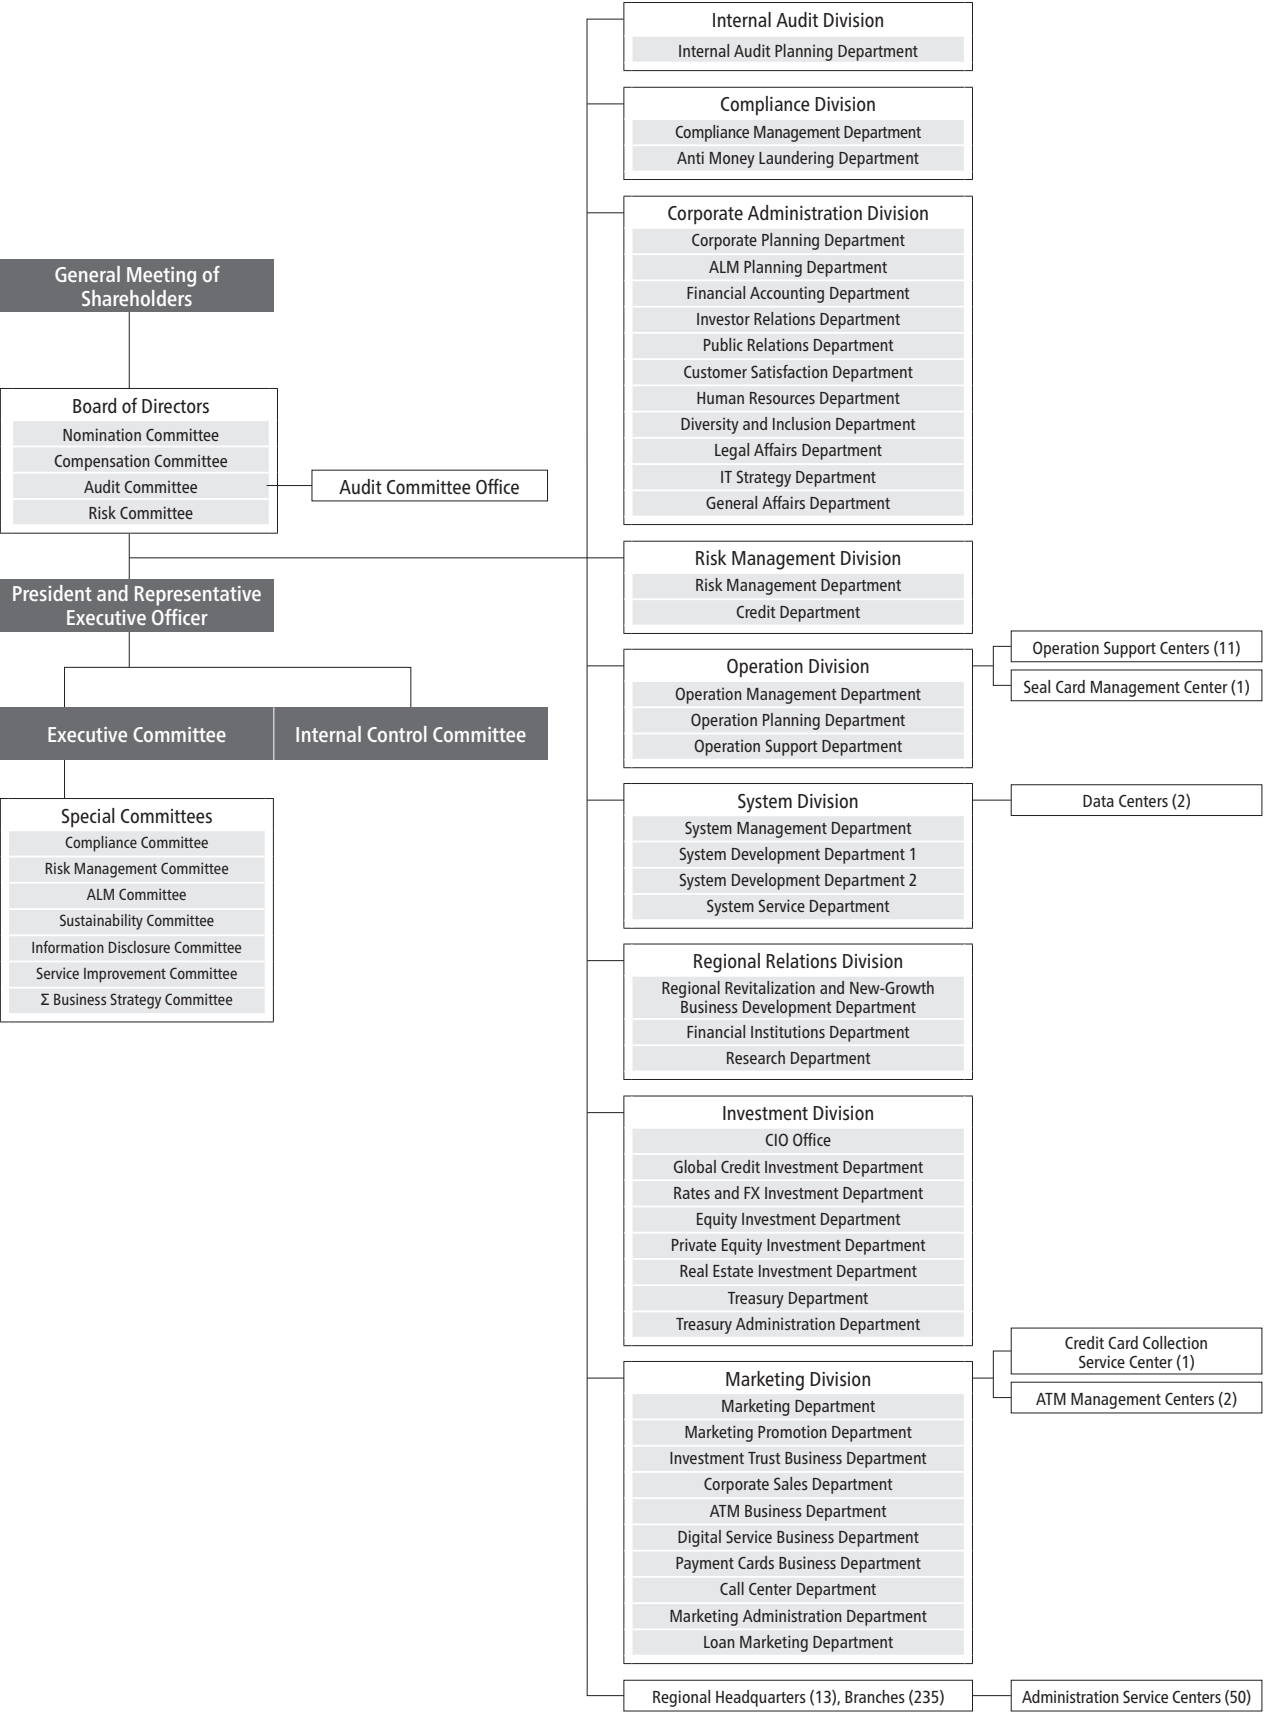 General Meeting of
Shareholders
Board of Directors
Nomination Committee
Compensation Committee
Audit Committee
Risk Committee
Audit Committee Office
President and Representative
Executive Officer
Executive Committee
Internal Control Committee
Special Committees
Compliance Committee
Risk Management Committee
ALM Committee
Sustainability Committee
Information Disclosure Committee
Service Improvement Committee
Σ Business Strategy Committee
Internal Audit Division
Internal Audit Planning Department
Compliance Division
Compliance Management Department
Anti Money Laundering Department
Corporate Administration Division
Corporate Planning Department
ALM Planning Department
Financial Accounting Department
Investor Relations Department
Public Relations Department
Customer Satisfaction Department
Human Resources Department
Diversity and Inclusion Department
Legal Affairs Department
IT Strategy Department
General Affairs Department
Risk Management Division
Risk Management Department
Credit Department
Operation Division
Operation Management Department
Operation Planning Department
Operation Support Department
Operation Support Centers (11)
Seal Card Management Center (1)
System Division
System Management Department
System Development Department 1
System Development Department 2
System Service Department
Data Centers (2)
Regional Relations Division
Regional Revitalization and New-Growth
Business Development Department
Financial Institutions Department
Research Department
Investment Division
CIO Office
Global Credit Investment Department
Rates and FX Investment Department
Equity Investment Department
Private Equity Investment Department
Real Estate Investment Department
Treasury Department
Treasury Administration Department
Marketing Division
Marketing Department
Marketing Promotion Department
Investment Trust Business Department
Corporate Sales Department
ATM Business Department
Digital Service Business Department
Payment Cards Business Department
Call Center Department
Marketing Administration Department
Loan Marketing Department
Credit Card Collection
Service Center (1)
ATM Management Centers (2)
Regional Headquarters (13), Branches (235)
Administration Service Centers (50)